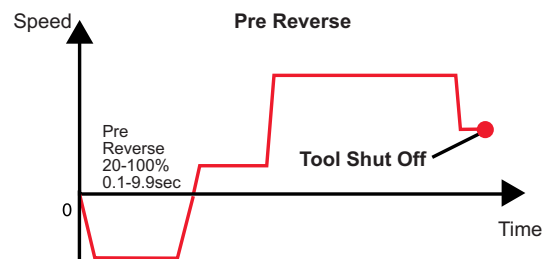 Speed
Pre Reverse
Pre
Reverse
20-100%
0.1-9.9sec
Tool Shut Off
0
Time